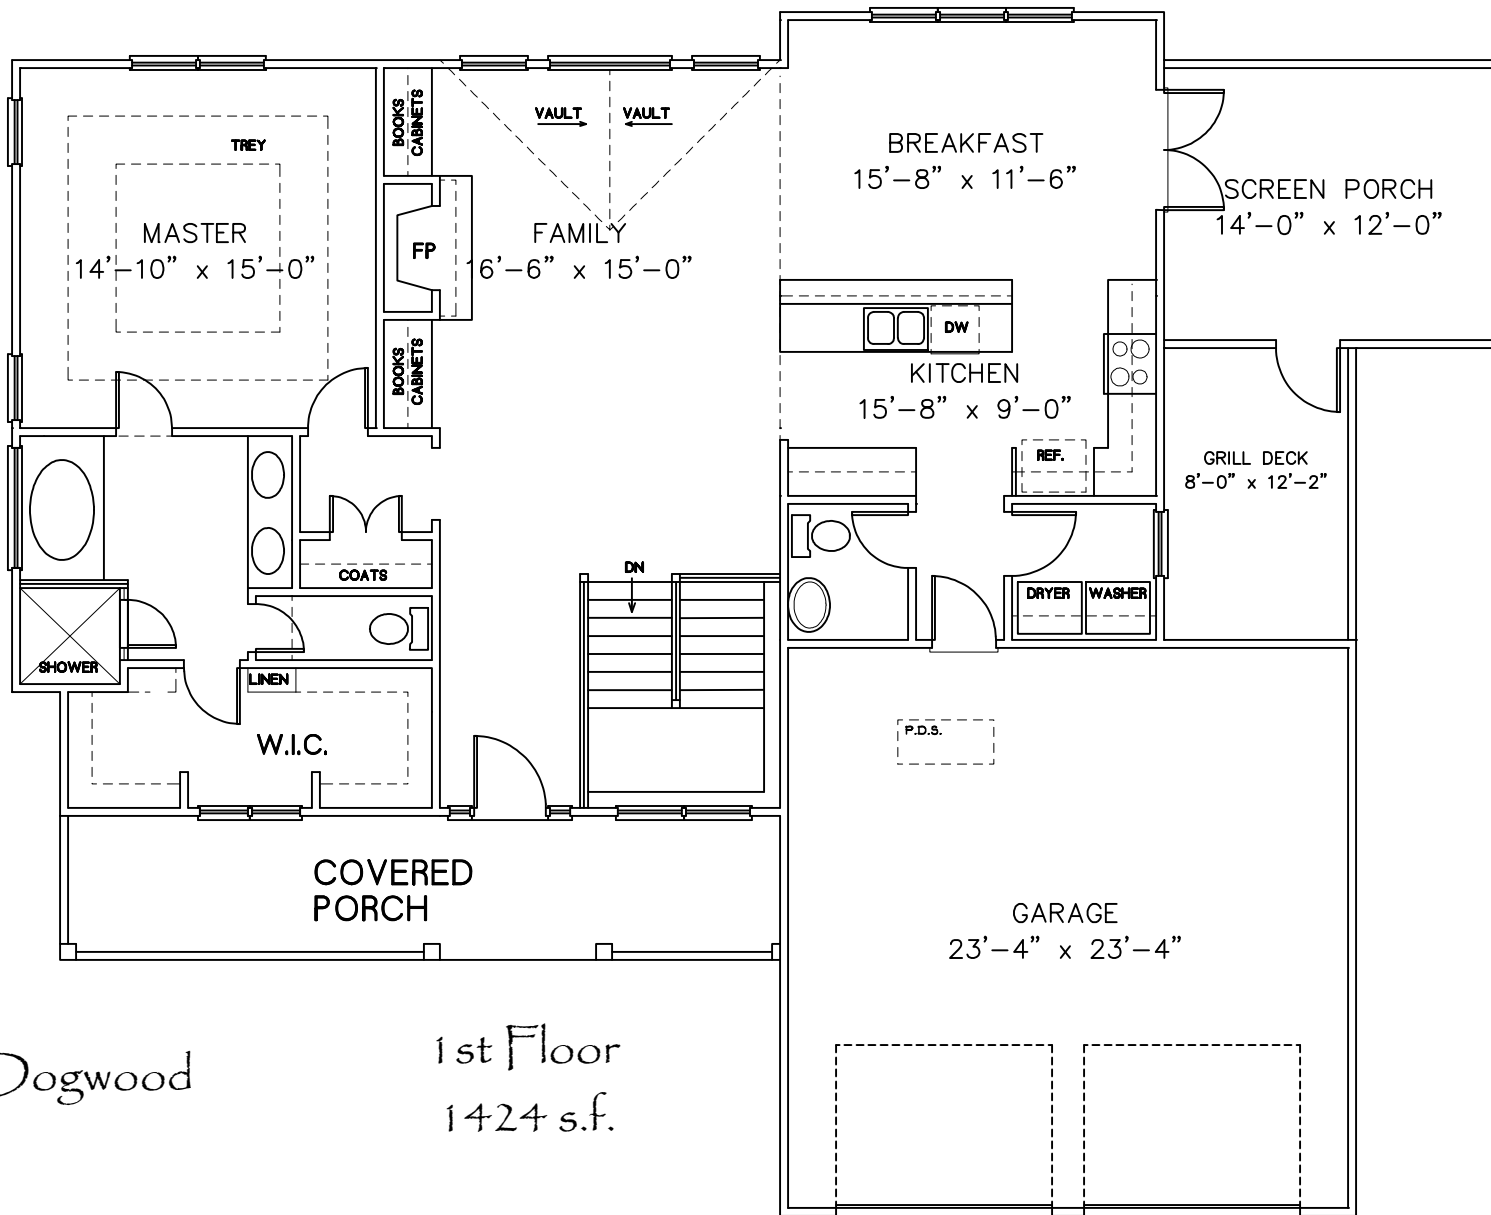 VAULT VAULT
BOOKS
CABINETS
TREY
BREAKFAST
15'-8" x 11'-6"
SCREEN PORCH
14'-0" x 12'-0"
MASTER
14'-10" x 15'-0"
FP
FAMILY
16'-6" x 15'-0"
DW
BOOKS
CABINETS
KITCHEN
15'-8" x 9'-0"
REF.
GRILL DECK
8'-0" x 12'-2"
COATS
DN
DRYER WASHER
SHOWER
LINEN
W.I.C.
P.D.S.
COVERED
PORCH
GARAGE
23'-4" x 23'-4"
Dogwood
1st Floor
1424 s.f.